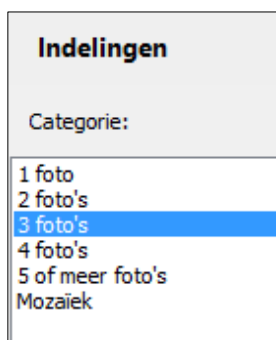 Indelingen
Categorie:
1 foto
2 foto's
3 foto's
4 foto's
5 of meer foto's
Mozaïek